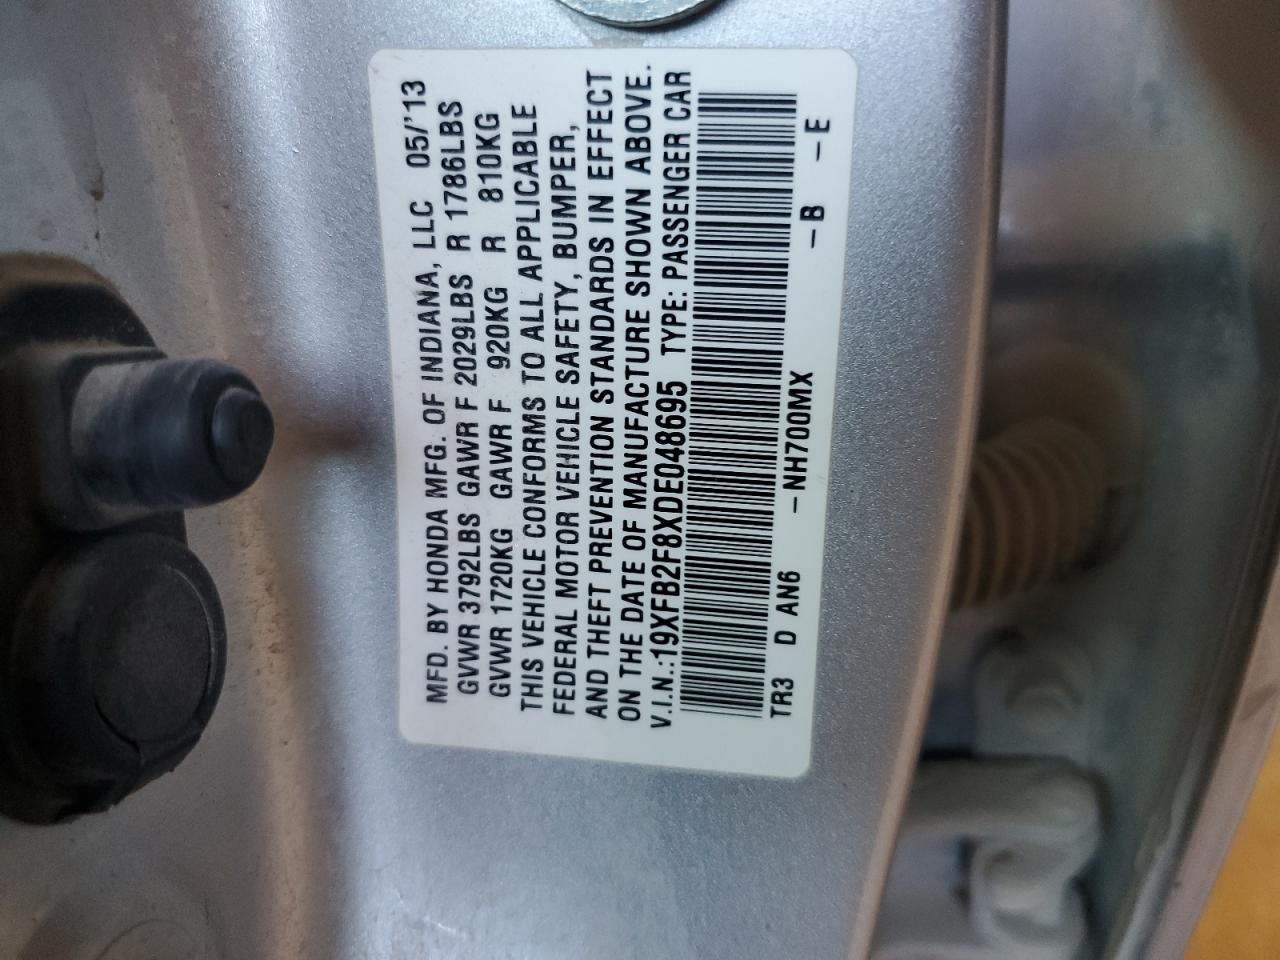 MFD. BY HONDA MFG. OF INDIANA, LLC 05/'13
GVWR 3792LBS GAWR F 2029LBS R 1786LBS
GVWR 1720KG GAWR F 920KG R 810KG
THIS VEHICLE CONFORMS TO ALL APPLICABLE
FEDERAL MOTOR VEHICLE SAFETY, BUMPER,
AND THEFT PREVENTION STANDARDS IN EFFECT
ON THE DATE OF MANUFACTURE SHOWN ABOVE.
V.I.N.:19XFB2F8XDE048695 TYPE: PASSENGER CAR
TR3 D AN6 -NH700MX -B -E